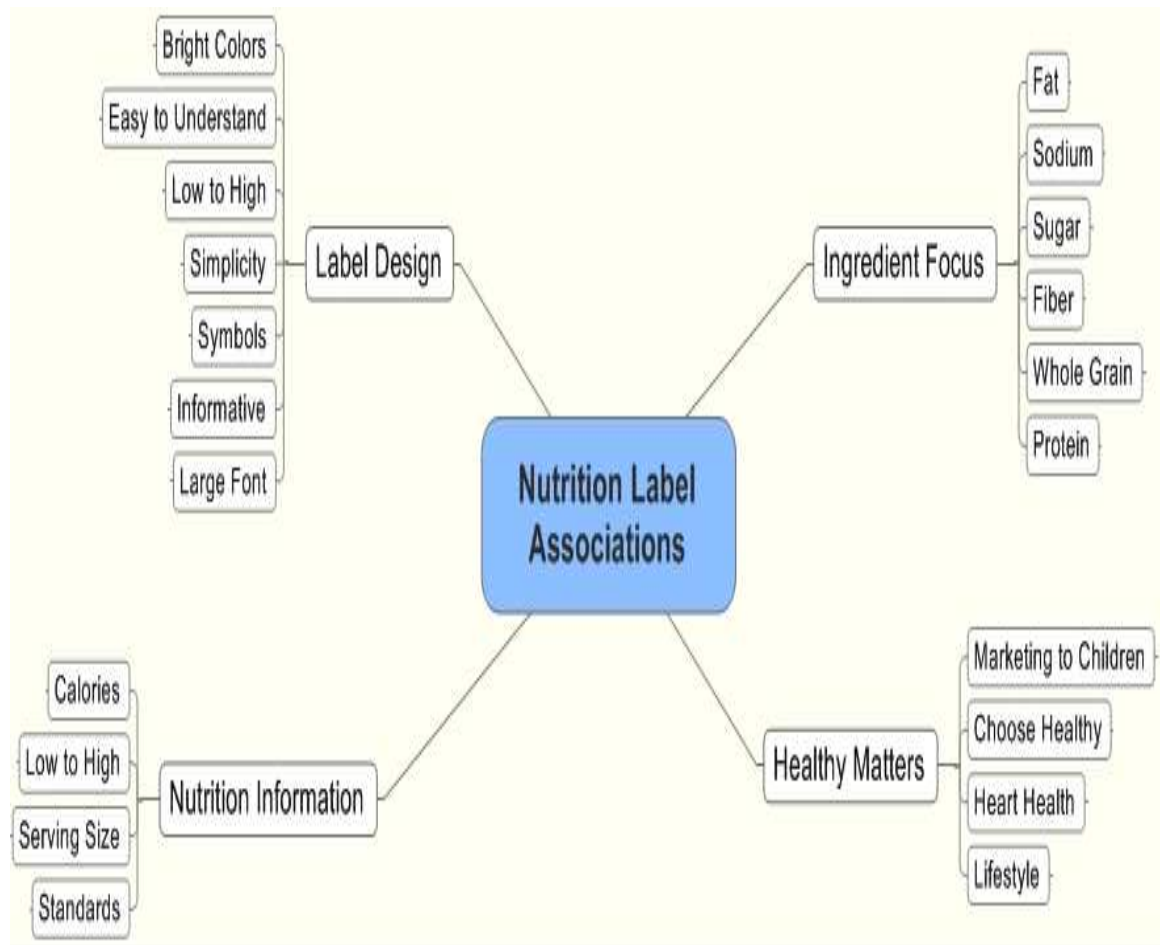 Bright Colors
Easy to Understand
Low to High
Simplicity
Symbols
Informative
Large Font
Label Design
Fat
Sodium
Sugar
Fiber
Whole Grain
Protein
Ingredient Focus
Nutrition Label
Associations
Calories
Low to High
Serving Size
Standards
Nutrition Information
Marketing to Children
Choose Healthy
Heart Health
Lifestyle
Healthy Matters